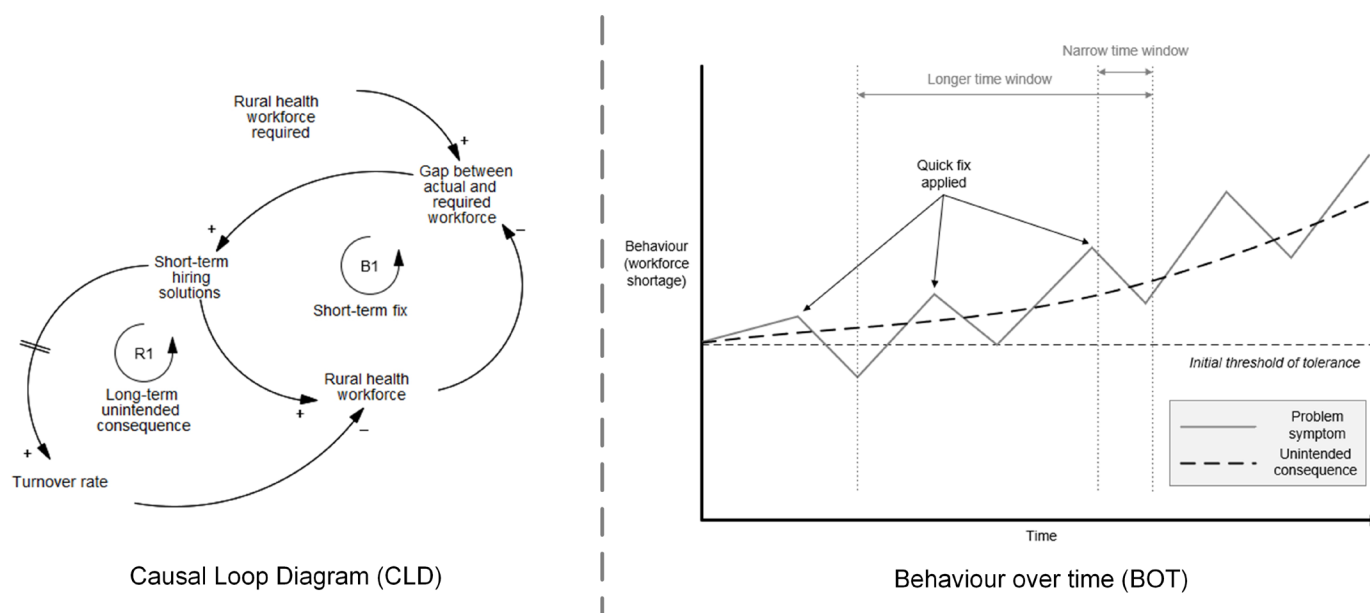 Rural health
workforce
required
+
Gap between
actual and
required
workforce
–
+
Short-term
hiring
solutions
B1
Short-term fix
R1
Long-term
unintended
consequence
Rural health
workforce
+
–
+
Turnover rate
Causal Loop Diagram (CLD)
Narrow time window
Longer time window
Quick fix
applied
Behaviour
(workforce
shortage)
Initial threshold of tolerance
Problem
symptom
Unintended
consequence
Time
Behaviour over time (BOT)